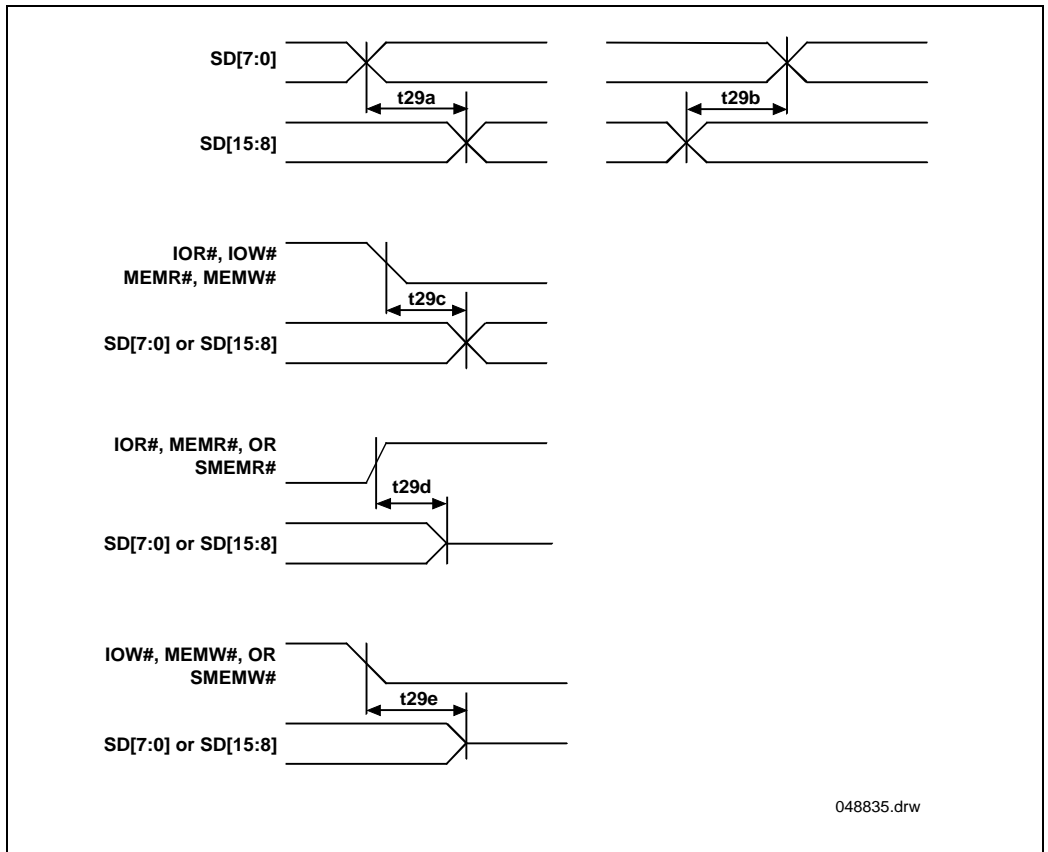 SD[7:0]
t29a
t29b
SD[15:8]
IOR#, IOW#
MEMR#, MEMW#
t29c
SD[7:0] or SD[15:8]
IOR#, MEMR#, OR
SMEMR#
t29d
SD[7:0] or SD[15:8]
IOW#, MEMW#, OR
SMEMW#
t29e
SD[7:0] or SD[15:8]
048835.drw